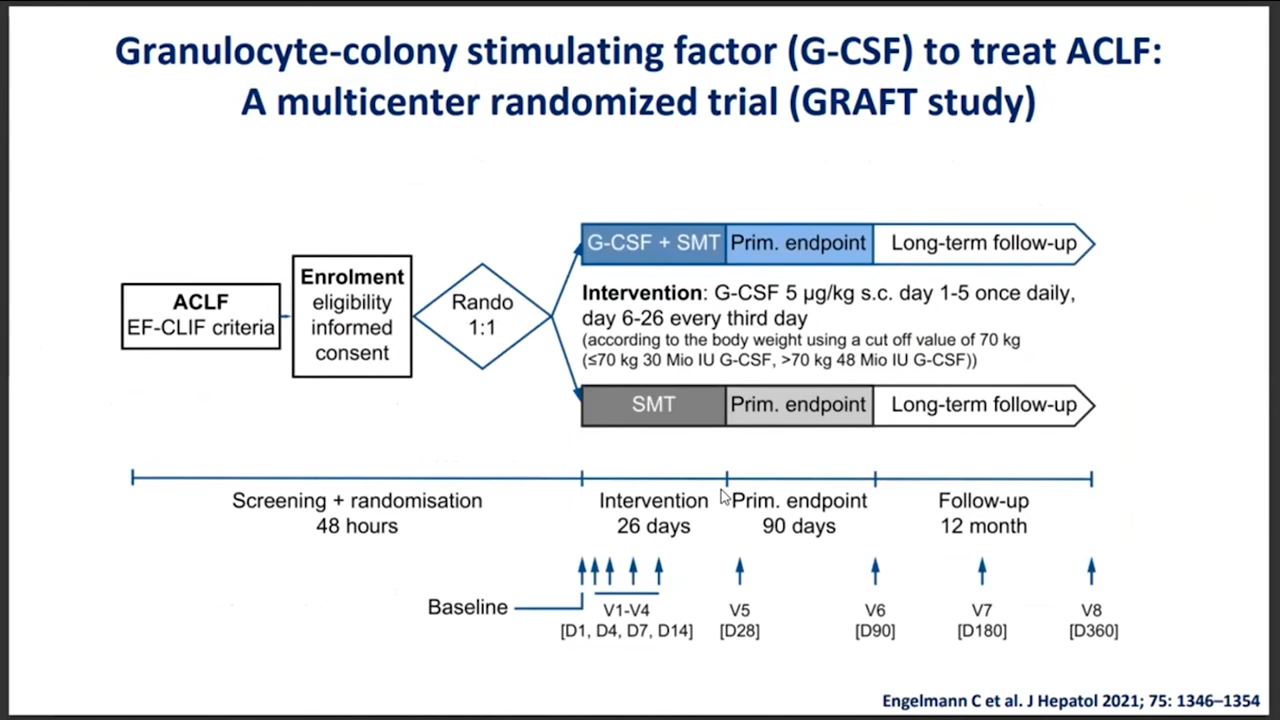 Granulocyte-colony stimulating factor (G-CSF) to treat ACLF:
A multicenter randomized trial (GRAFT study)
ACLF
EF-CLIF criteria
Enrolment
eligibility
informed
consent
Rando
1:1
G-CSF + SMT
Prim. endpoint
Long-term follow-up
Intervention: G-CSF 5 µg/kg s.c. day 1-5 once daily,
day 6-26 every third day
(according to the body weight using a cut off value of 70 kg
(≤70 kg 30 Mio IU G-CSF, >70 kg 48 Mio IU G-CSF))
SMT
Prim. endpoint
Long-term follow-up
Screening + randomisation
48 hours
Intervention
26 days
Prim. endpoint
90 days
Follow-up
12 month
Baseline
V1-V4
[D1, D4, D7, D14]
V5
[D28]
V6
[D90]
V7
[D180]
V8
[D360]
Engelmann C et al. J Hepatol 2021; 75: 1346–1354